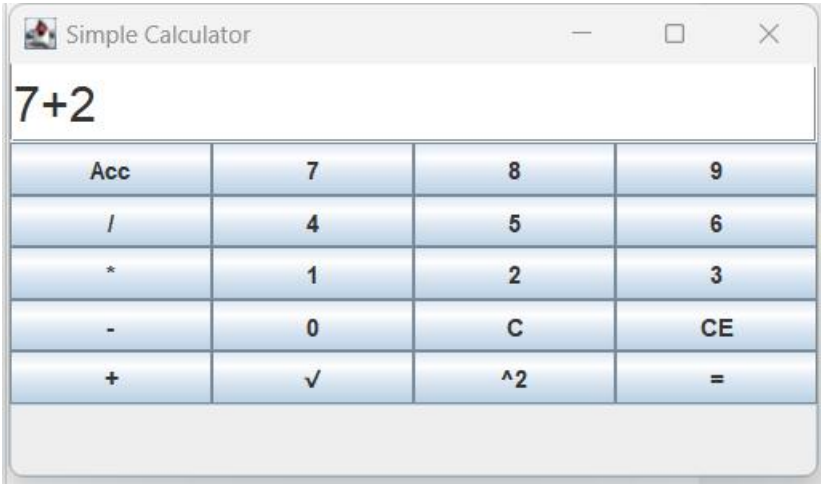 Simple Calculator
7+2
Acc 7 8 9
/ 4 5 6
* 1 2 3
- 0 C CE
+ √ ^2 =